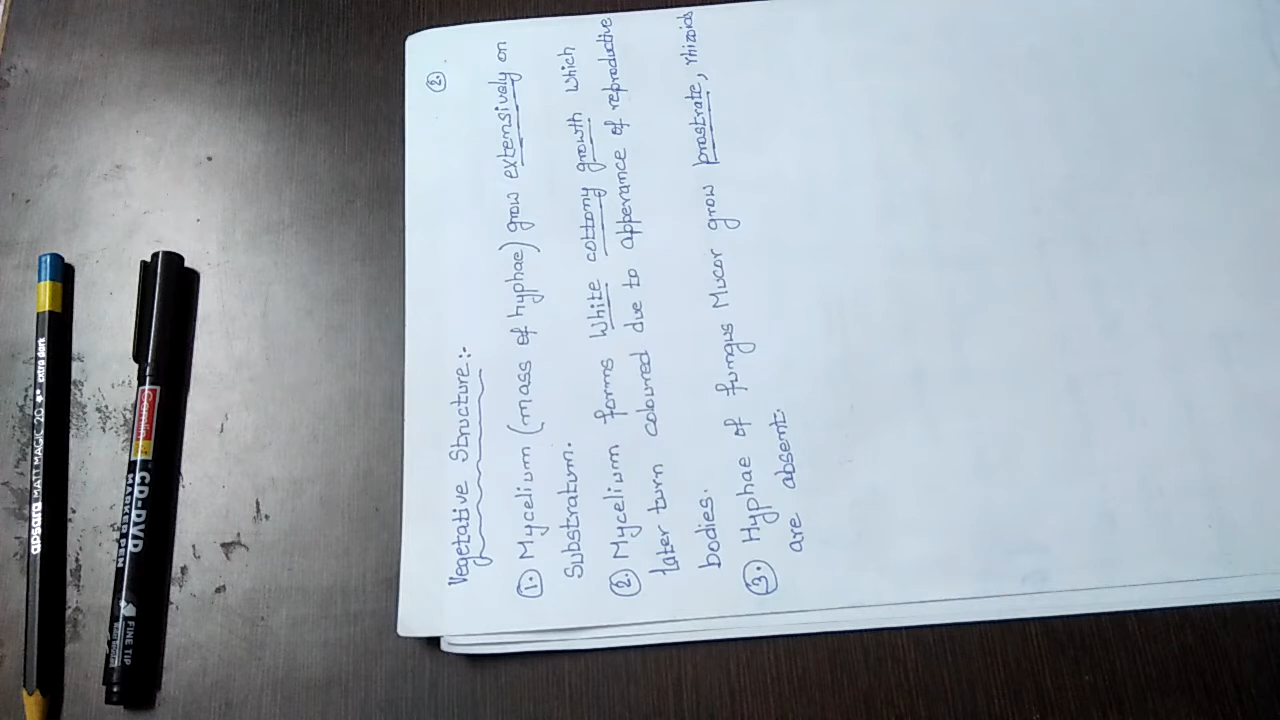 ②
Vegetative Structure:-
①. Mycelium (mass of hyphae) grow extensively on
Substratum.
②. Mycelium forms White cottony growth which
later turn coloured due to apperance of reproductive
bodies.
③. Hyphae of fungus Mucor grow prostrate, rhizoids
are absent.
apsara MATT MAGIC 2.0 extra dark
Camlin
CD-DVD
MARKER PEN
FINE TIP